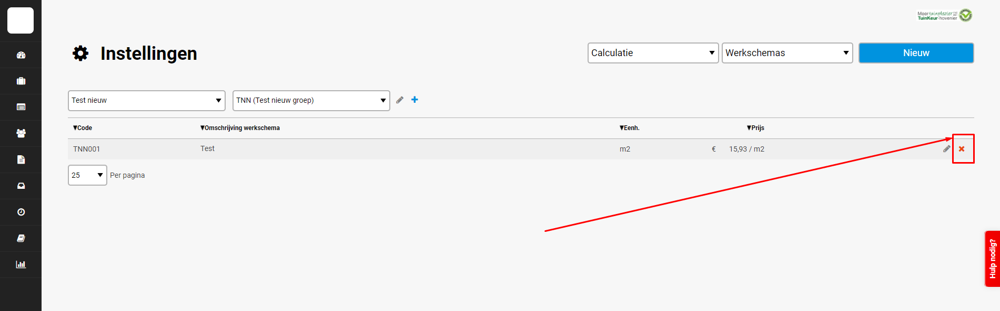 Meer tuinplezier
TuinKeur-hovenier
Instellingen
Calculatie
Werkschemas
Nieuw
Test nieuw
TNN (Test nieuw groep)
Code
Omschrijving werkschema
Eenh.
Prijs
TNN001
Test
m2
€ 15,93 / m2
25
Per pagina
Hulp nodig?